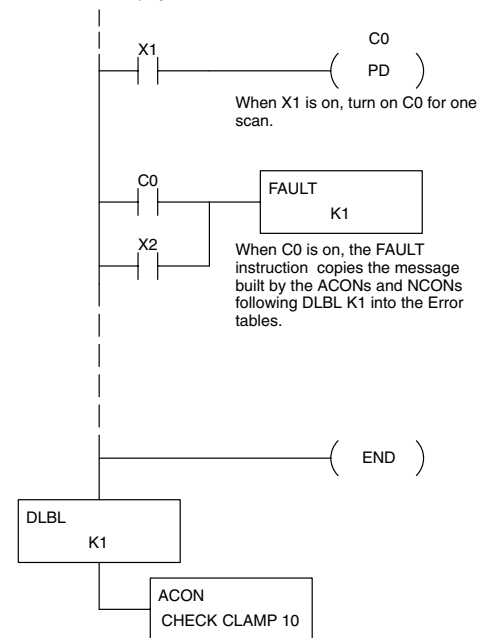 X1
C0
PD
When X1 is on, turn on C0 for one
scan.
C0
FAULT
K1
X2
When C0 is on, the FAULT
instruction copies the message
built by the ACONs and NCONs
following DLBL K1 into the Error
tables.
END
DLBL
K1
ACON
CHECK CLAMP 10